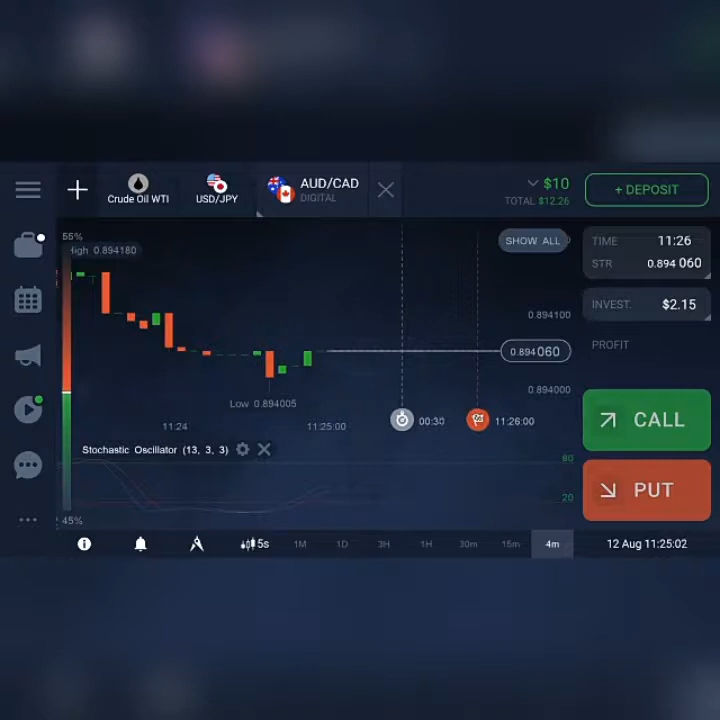 Crude Oil WTI
USD/JPY
AUD/CAD
DIGITAL
$10
TOTAL $12.26
+ DEPOSIT
55%
High 0.894180
SHOW ALL
TIME 11:26
STR 0.894 060
0.894100
INVEST. $2.15
0.894060
PROFIT
0.894000
Low 0.894005
11:24
11:25:00
00:30
11:26:00
CALL
Stochastic Oscillator (13, 3, 3)
80
PUT
20
45%
5s
1M
1D
3H
1H
30m
15m
4m
12 Aug 11:25:02